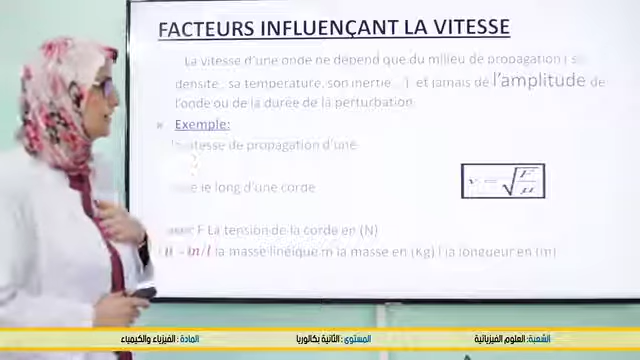 FACTEURS INFLUENÇANT LA VITESSE
La vitesse d'une onde ne dépend que du milieu de propagation ( s
densité , sa température, son inertie, ..) et jamais de l'amplitude de
l'onde ou de la durée de la perturbation
Exemple:
vitesse de propagation d'une
le long d'une corde
v = √F/μ
F La tension de la corde en (N)
μ = m/l la masse linéique m la masse en (Kg) l la longueur en (m)
الشعبة: العلوم الفيزيائية
المستوى : الثانية بكالوريا
المادة : الفيزياء والكيمياء